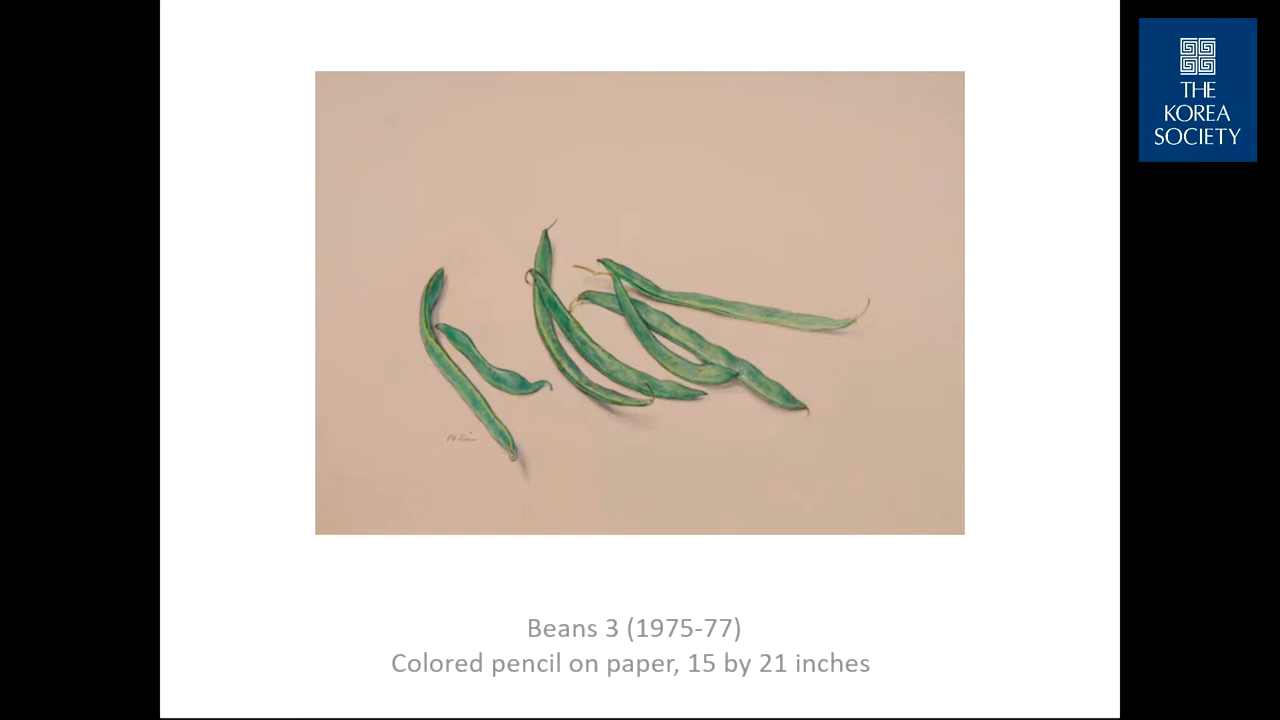 THE
KOREA
SOCIETY
Beans 3 (1975-77)
Colored pencil on paper, 15 by 21 inches